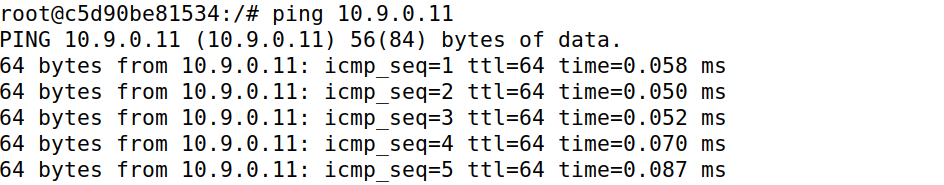 root@c5d90be81534:/# ping 10.9.0.11
PING 10.9.0.11 (10.9.0.11) 56(84) bytes of data.
64 bytes from 10.9.0.11: icmp_seq=1 ttl=64 time=0.058 ms
64 bytes from 10.9.0.11: icmp_seq=2 ttl=64 time=0.050 ms
64 bytes from 10.9.0.11: icmp_seq=3 ttl=64 time=0.052 ms
64 bytes from 10.9.0.11: icmp_seq=4 ttl=64 time=0.070 ms
64 bytes from 10.9.0.11: icmp_seq=5 ttl=64 time=0.087 ms